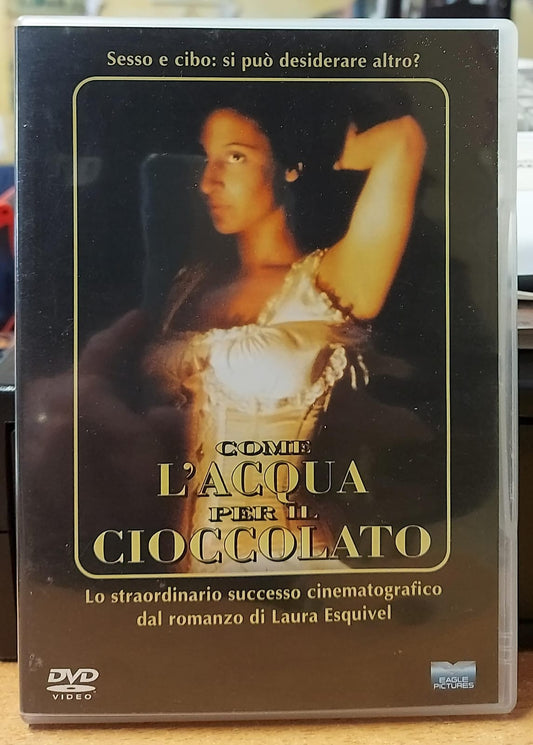 Sesso e cibo: si può desiderare altro?
COME
L'ACQUA
PER IL
CIOCCOLATO
Lo straordinario successo cinematografico
dal romanzo di Laura Esquivel
DVD
VIDEO
EAGLE
PICTURES